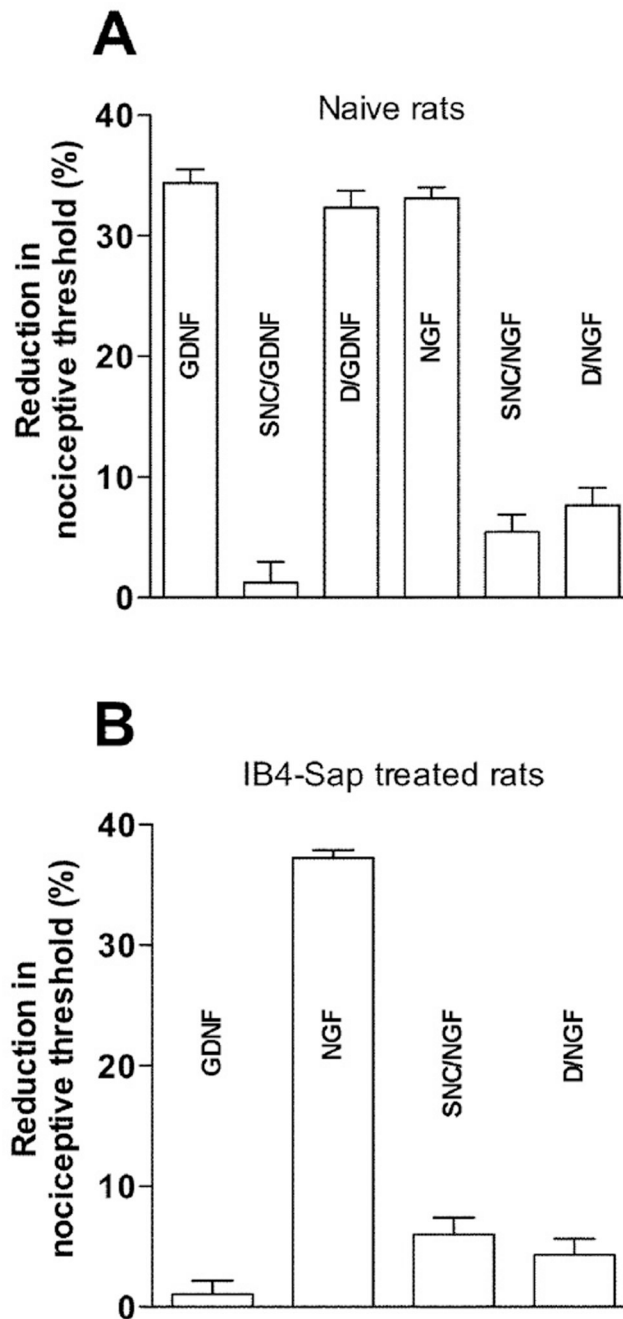 A
Naive rats
Reduction in
nociceptive threshold (%)
40
30
20
10
0
GDNF
SNC/GDNF
D/GDNF
NGF
SNC/NGF
D/NGF
B
IB4-Sap treated rats
Reduction in
nociceptive threshold (%)
40
30
20
10
0
GDNF
NGF
SNC/NGF
D/NGF